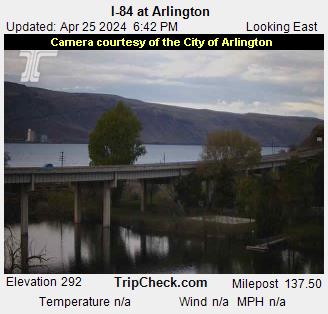 I-84 at Arlington
Updated: Apr 25 2024 6:42 PM Looking East
Camera courtesy of the City of Arlington
Elevation 292 TripCheck.com Milepost 137.50
Temperature n/a Wind n/a MPH n/a